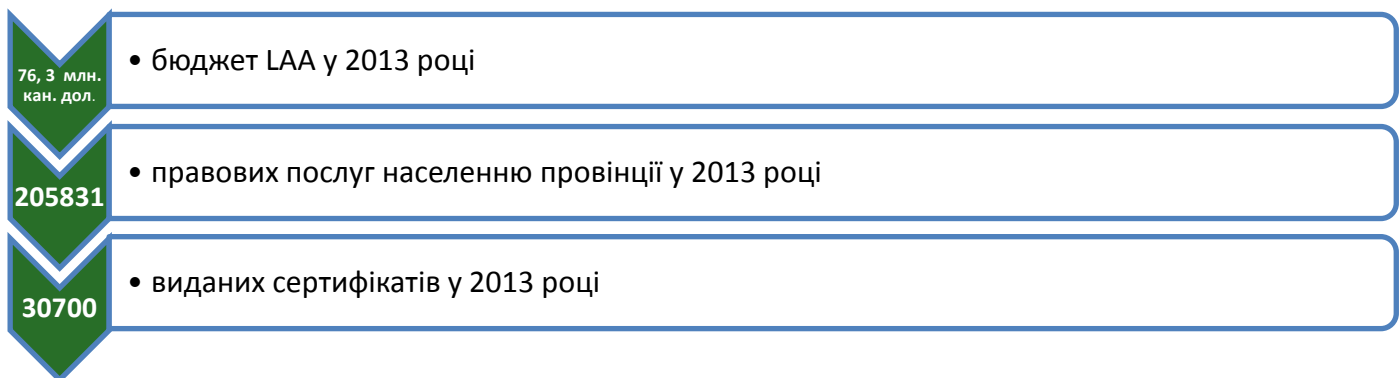 76, 3 млн.
кан. дол.
• бюджет LAA у 2013 році
205831
• правових послуг населенню провінції у 2013 році
30700
• виданих сертифікатів у 2013 році